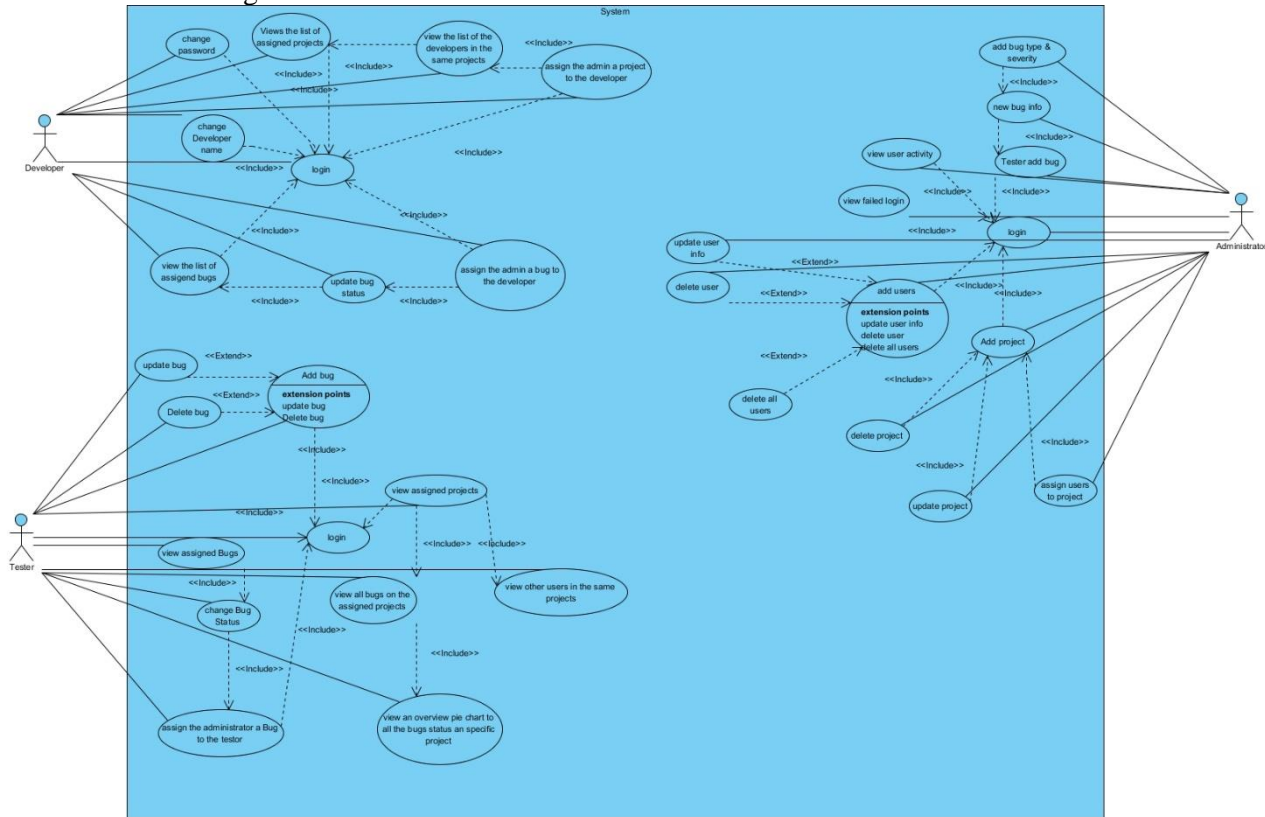 System
change
password
Views the list of
assigned projects
view the list of the
developers in the
same projects
<<Include>>
assign the admin a project
to the developer
<<Include>>
<<Include>>
<<Include>>
add bug type &
severity
<<Include>>
new bug info
Developer
change
Developer
name
<<Include>>
<<Include>>
login
<<Include>>
view user activity
Tester add bug
<<Include>>
<<Include>>
view failed login
<<Include>>
login
Administrator
<<Include>>
<<Include>>
view the list of
assigend bugs
<<Include>>
update bug
status
<<Include>>
assign the admin a bug to
the developer
update user
info
<<Extend>>
delete user
<<Extend>>
add users
extension points
update user info
delete user
delete all users
<<Include>>
<<Include>>
Add project
<<Extend>>
delete all
users
<<Include>>
delete project
<<Include>>
<<Include>>
update project
assign users
to project
update bug
<<Extend>>
Delete bug
<<Extend>>
Add bug
extension points
update bug
Delete bug
<<Include>>
view assigned projects
<<Include>>
login
Tester
view assigned Bugs
<<Include>>
<<Include>>
<<Include>>
change Bug
Status
view all bugs on the
assigned projects
view other users in the same
projects
<<Include>>
<<Include>>
<<Include>>
assign the administrator a Bug
to the testor
view an overview pie chart to
all the bugs status an specific
project